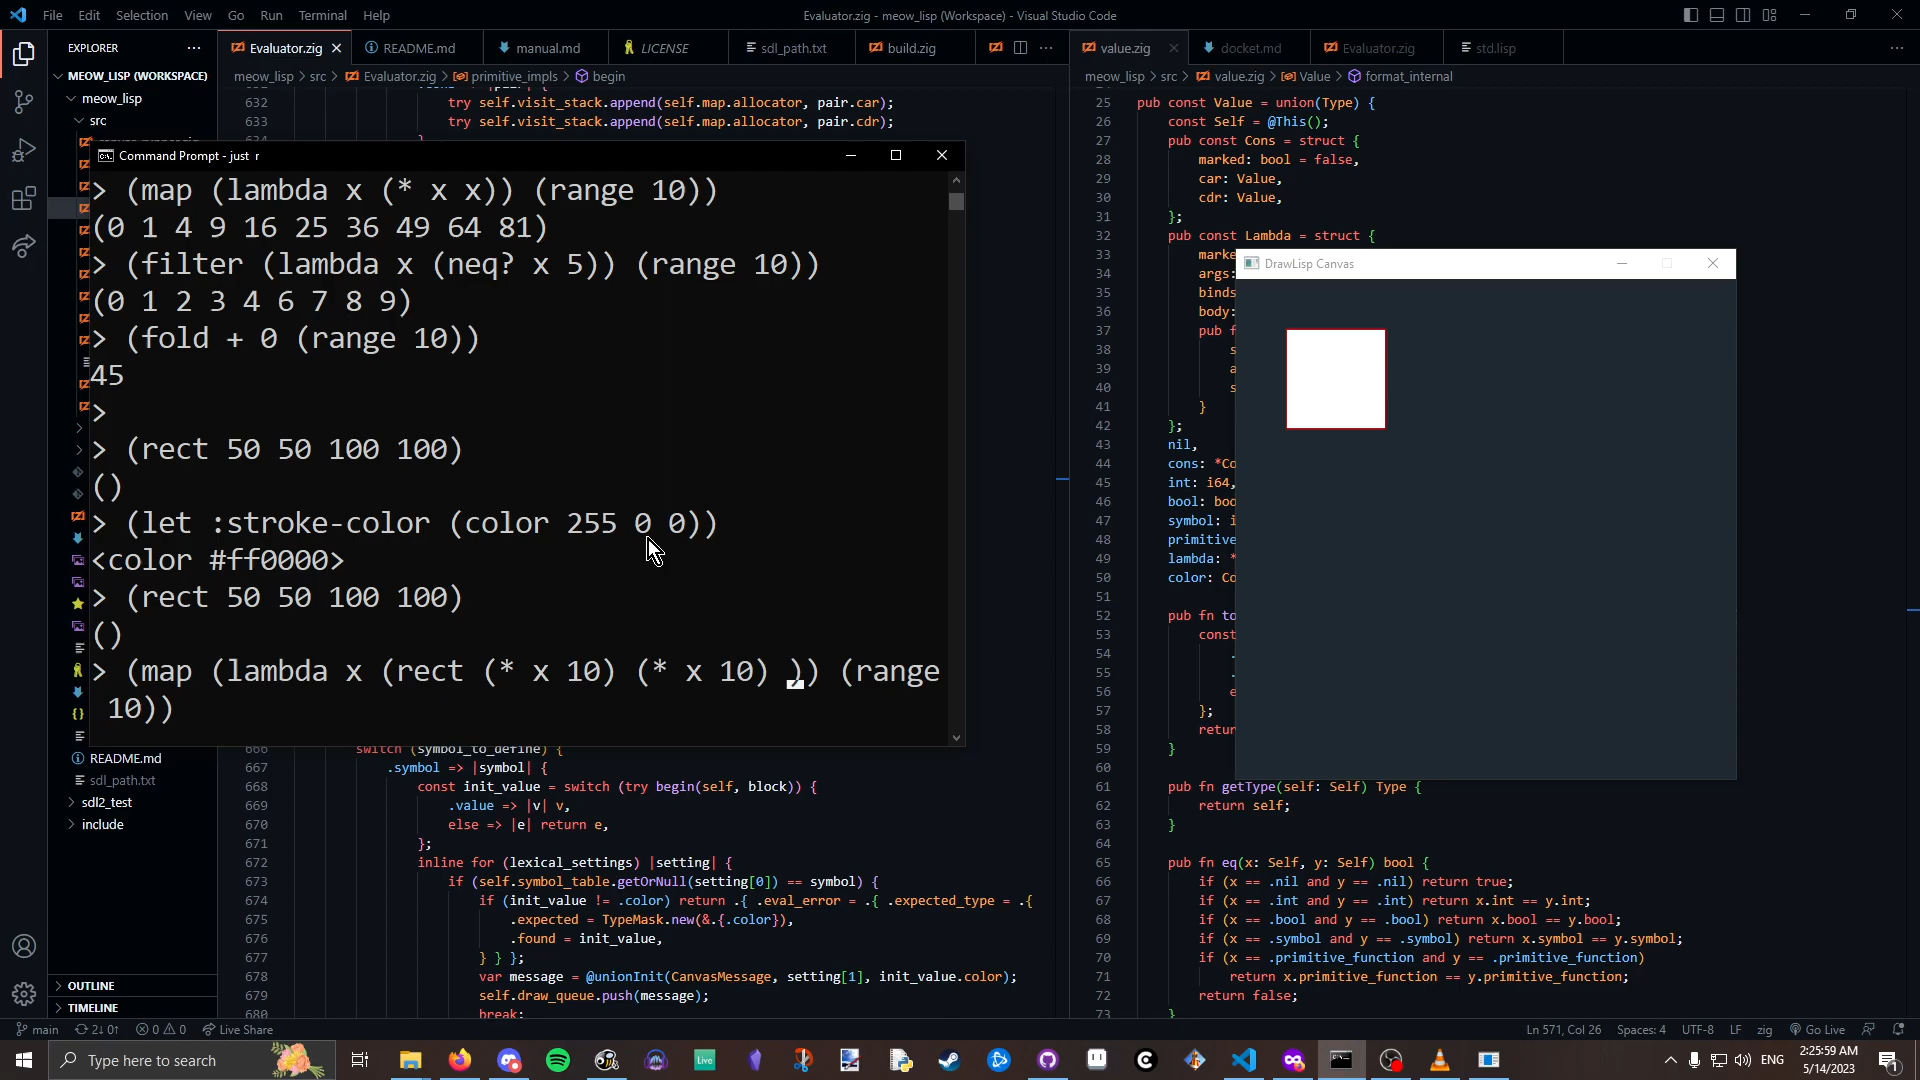 File Edit Selection View Go Run Terminal Help
Evaluator.zig - meow_lisp (Workspace) - Visual Studio Code
EXPLORER
MEOW_LISP (WORKSPACE)
meow_lisp
src
README.md
sdl_path.txt
sdl2_test
include
OUTLINE
TIMELINE
Evaluator.zig README.md manual.md LICENSE sdl_path.txt build.zig
meow_lisp > src > Evaluator.zig > primitive_impls > begin
632 try self.visit_stack.append(self.map.allocator, pair.car);
633 try self.visit_stack.append(self.map.allocator, pair.cdr);
634 }
Command Prompt - just r
> (map (lambda x (* x x)) (range 10))
(0 1 4 9 16 25 36 49 64 81)
> (filter (lambda x (neq? x 5)) (range 10))
(0 1 2 3 4 6 7 8 9)
> (fold + 0 (range 10))
45
>
> (rect 50 50 100 100)
()
> (let :stroke-color (color 255 0 0))
<color #ff0000>
> (rect 50 50 100 100)
()
> (map (lambda x (rect (* x 10) (* x 10) )) (range
10))
666 switch (symbol_to_define) {
667 .symbol => |symbol| {
668 const init_value = switch (try begin(self, block)) {
669 .value => |v| v,
670 else => |e| return e,
671 };
672 inline for (lexical_settings) |setting| {
673 if (self.symbol_table.getOrNull(setting[0]) == symbol) {
674 if (init_value != .color) return .{ .eval_error = .{ .expected_type = .{
675 .expected = TypeMask.new(&.{.color}),
676 .found = init_value,
677 } } };
678 var message = @unionInit(CanvasMessage, setting[1], init_value.color);
679 self.draw_queue.push(message);
680 break;
value.zig docket.md Evaluator.zig std.lisp
meow_lisp > src > value.zig > Value > format_internal
25 pub const Value = union(Type) {
26 const Self = @This();
27 pub const Cons = struct {
28 marked: bool = false,
29 car: Value,
30 cdr: Value,
31 };
32 pub const Lambda = struct {
33 marke
34 args:
35 binds
36 body:
37 pub f
38 s
39 a
40 s
41 }
42 };
43 nil,
44 cons: *Co
45 int: i64,
46 bool: boo
47 symbol: i
48 primitive
49 lambda: *
50 color: Co
51
52 pub fn to
53 const
54 .
55 .
56 e
57 };
58 retur
59 }
60
61 pub fn getType(self: Self) Type {
62 return self;
63 }
64
65 pub fn eq(x: Self, y: Self) bool {
66 if (x == .nil and y == .nil) return true;
67 if (x == .int and y == .int) return x.int == y.int;
68 if (x == .bool and y == .bool) return x.bool == y.bool;
69 if (x == .symbol and y == .symbol) return x.symbol == y.symbol;
70 if (x == .primitive_function and y == .primitive_function)
71 return x.primitive_function == y.primitive_function;
72 return false;
73 }
DrawLisp Canvas
main 2↓ 0↑ 0 0 Live Share
Ln 571, Col 26 Spaces: 4 UTF-8 LF zig Go Live
Type here to search
Live
ENG
2:25:59 AM
5/14/2023
1